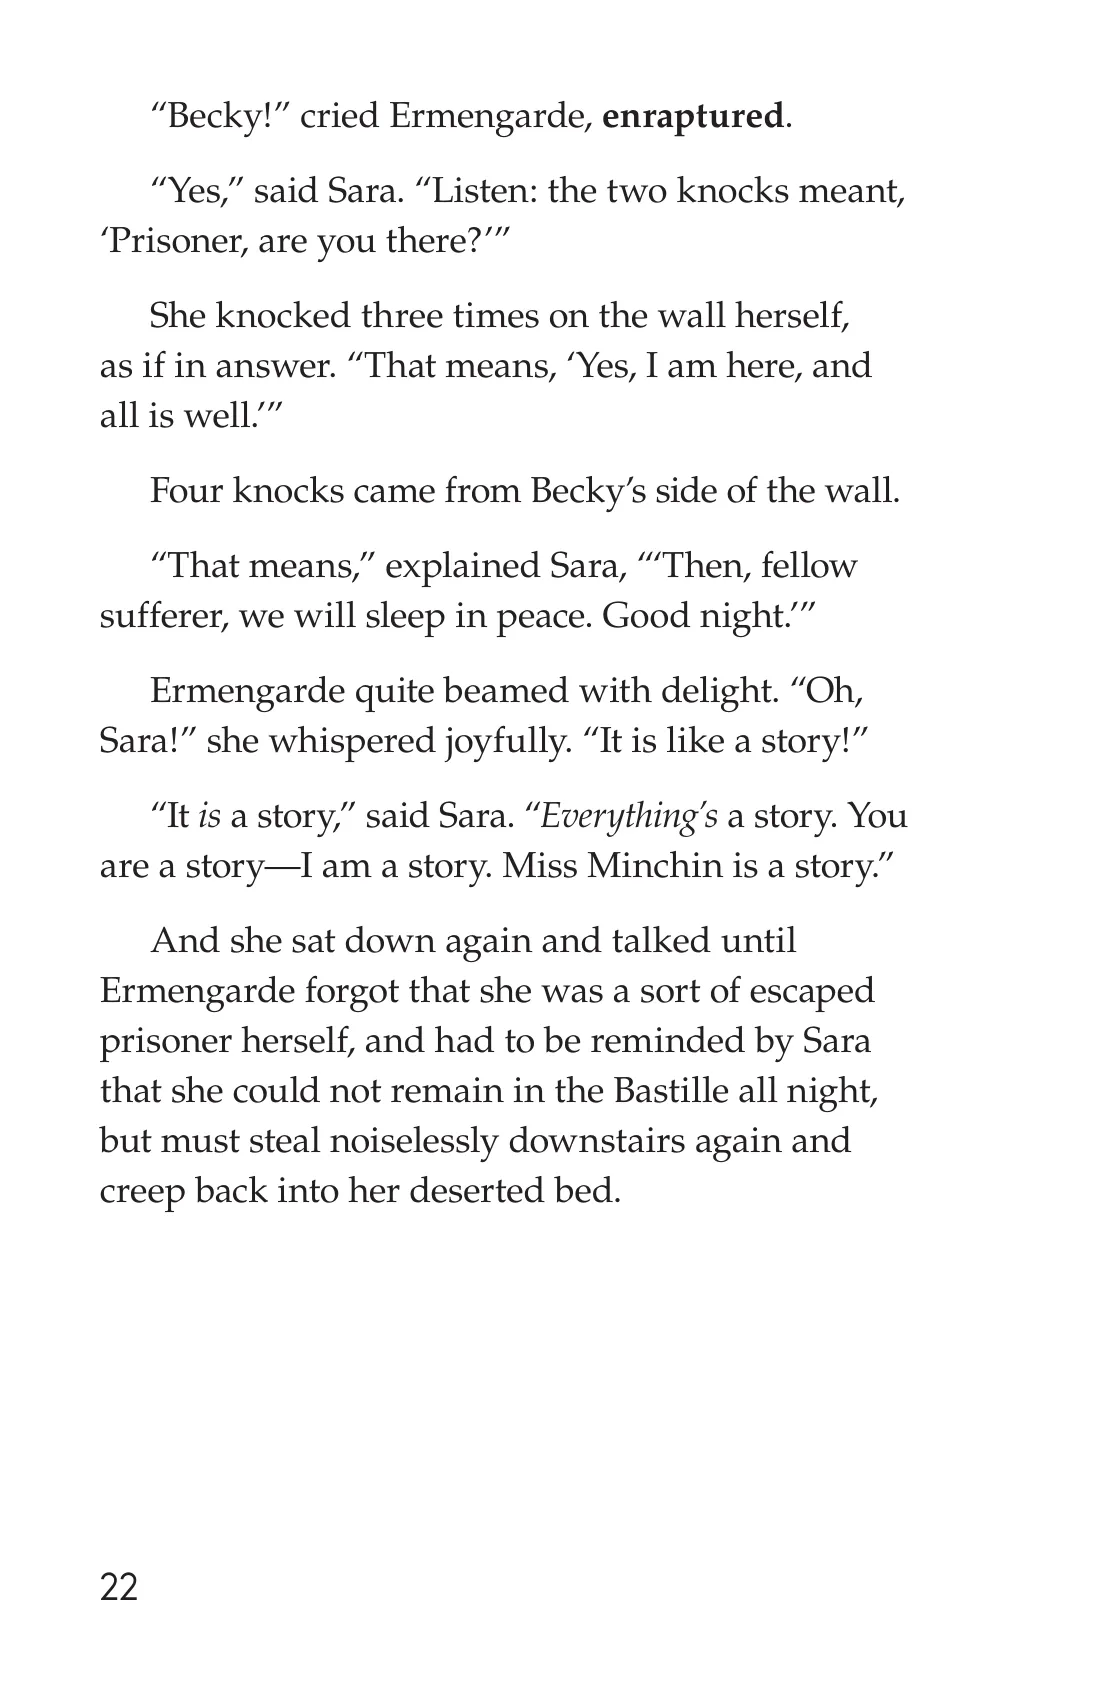 “Becky!” cried Ermengarde, enraptured.
“Yes,” said Sara. “Listen: the two knocks meant,
‘Prisoner, are you there?’”
She knocked three times on the wall herself,
as if in answer. “That means, ‘Yes, I am here, and
all is well.’”
Four knocks came from Becky’s side of the wall.
“That means,” explained Sara, “‘Then, fellow
sufferer, we will sleep in peace. Good night.’”
Ermengarde quite beamed with delight. “Oh,
Sara!” she whispered joyfully. “It is like a story!”
“It is a story,” said Sara. “Everything’s a story. You
are a story—I am a story. Miss Minchin is a story.”
And she sat down again and talked until
Ermengarde forgot that she was a sort of escaped
prisoner herself, and had to be reminded by Sara
that she could not remain in the Bastille all night,
but must steal noiselessly downstairs again and
creep back into her deserted bed.
22